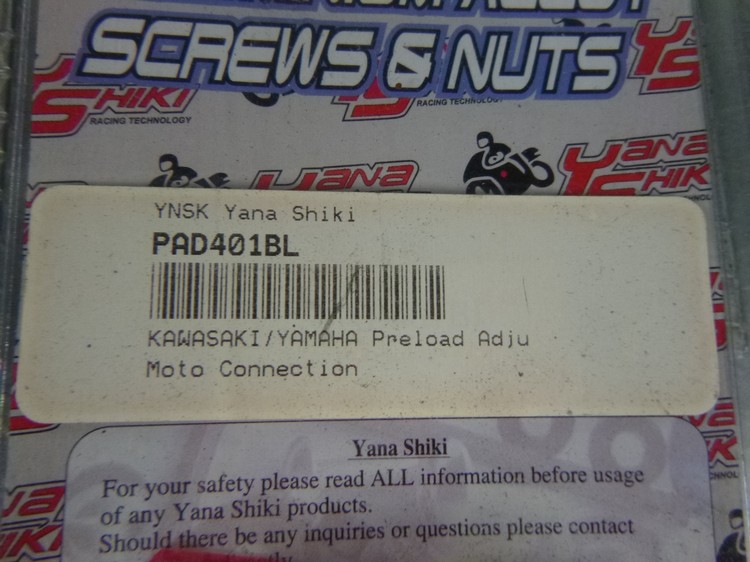 SCREWS & NUTS
YANA SHIKI
RACING TECHNOLOGY
RACING TECHNOLOGY
YANA SHIKI
YNSK Yana Shiki
PAD401BL
KAWASAKI/YAMAHA Preload Adju
Moto Connection
Yana Shiki
For your safety please read ALL information before usage
of any Yana Shiki products.
Should there be any inquiries or questions please contact